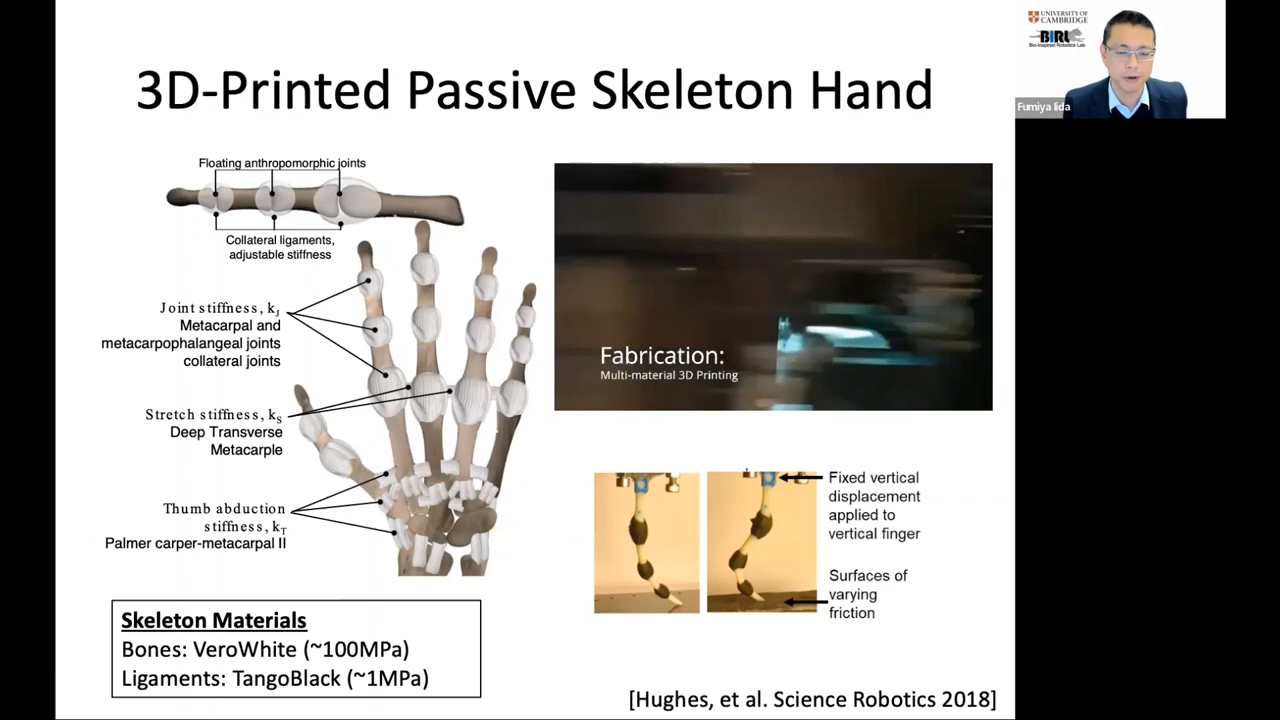 3D-Printed Passive Skeleton Hand
Floating anthropomorphic joints
Collateral ligaments,
adjustable stiffness
Joint stiffness, kJ
Metacarpal and
metacarpophalangeal joints
collateral joints
Stretch stiffness, kS
Deep Transverse
Metacarple
Thumb abduction
stiffness, kT
Palmer carper-metacarpal II
Skeleton Materials
Bones: VeroWhite (~100MPa)
Ligaments: TangoBlack (~1MPa)
Fabrication:
Multi-material 3D Printing
Fixed vertical
displacement
applied to
vertical finger
Surfaces of
varying
friction
[Hughes, et al. Science Robotics 2018]
UNIVERSITY OF
CAMBRIDGE
BIRL
Bio-Inspired Robotics Lab
Fumiya Iida